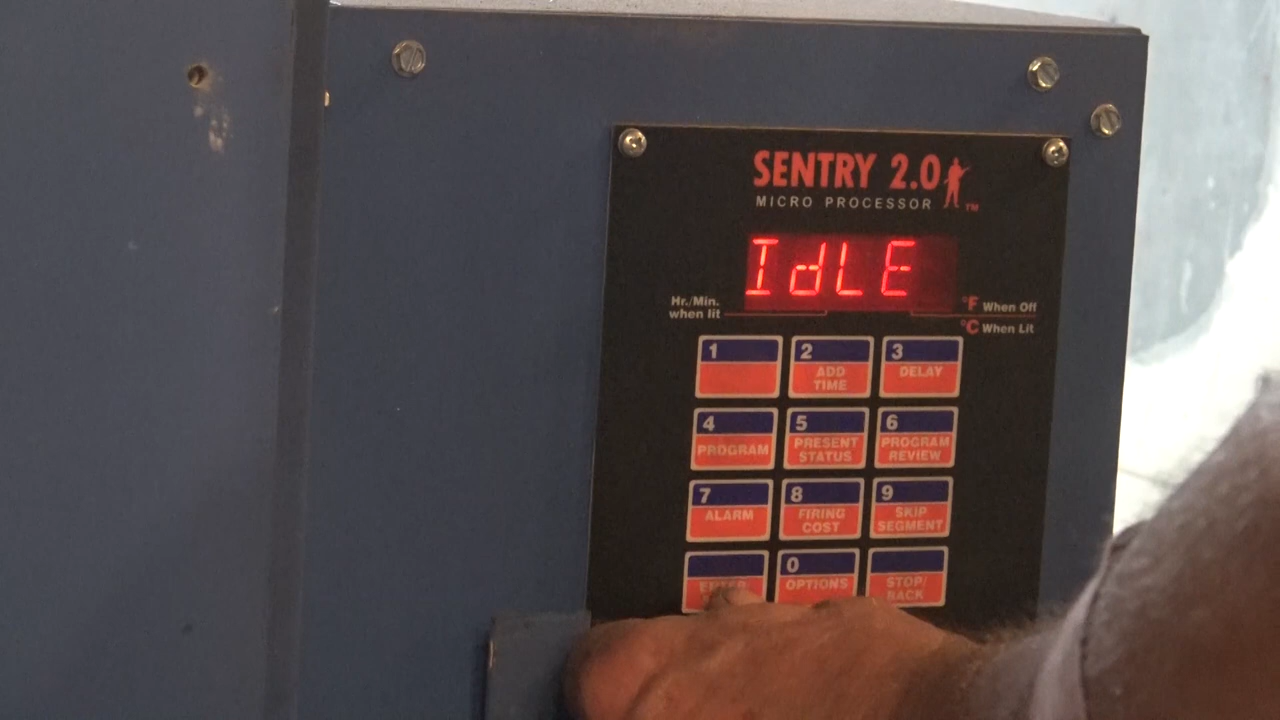 SENTRY 2.0
MICRO PROCESSOR ™
IdLE
Hr./Min.
when lit
°F When Off
°C When Lit
1
2
ADD
TIME
3
DELAY
4
PROGRAM
5
PRESENT
STATUS
6
PROGRAM
REVIEW
7
ALARM
8
FIRING
COST
9
SKIP
SEGMENT
ENTER
0
OPTIONS
STOP/
BACK